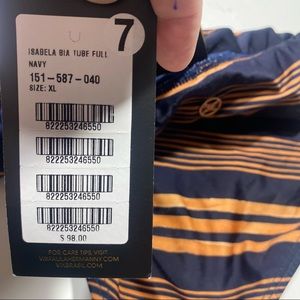 7
ISABELA BIA TUBE FULL
NAVY
151-587-040
SIZE: XL
822253246550
822253246550
822253246550
822253246550
$ 98.00
FOR CARE TIPS, VISIT
VIXPAULAHERMANNY.COM
VIXBRASIL.COM